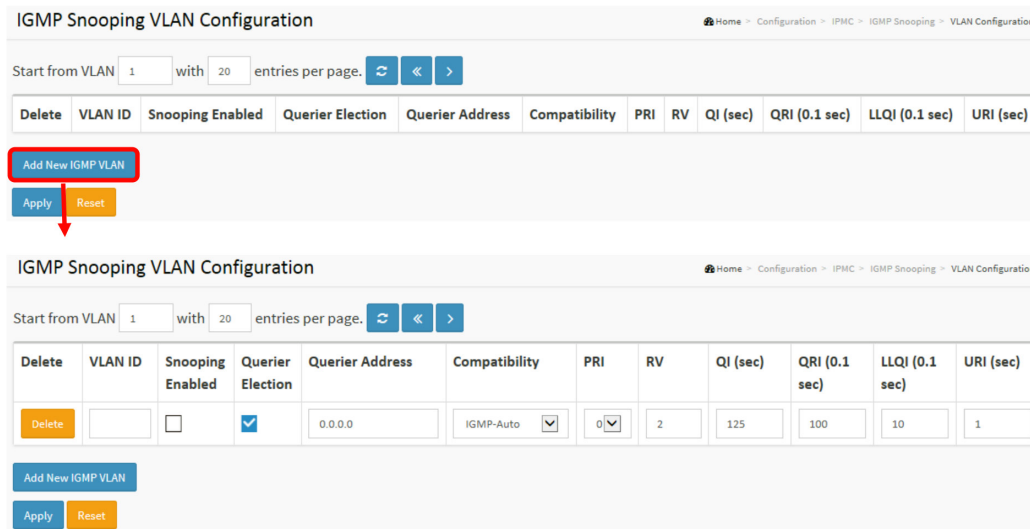 IGMP Snooping VLAN Configuration
Home > Configuration > IPMC > IGMP Snooping > VLAN Configuration
Start from VLAN 1 with 20 entries per page.
Delete VLAN ID Snooping Enabled Querier Election Querier Address Compatibility PRI RV QI (sec) QRI (0.1 sec) LLQI (0.1 sec) URI (sec)
Add New IGMP VLAN
Apply Reset
IGMP Snooping VLAN Configuration
Home > Configuration > IPMC > IGMP Snooping > VLAN Configuratio
Start from VLAN 1 with 20 entries per page.
Delete VLAN ID Snooping Querier Querier Address Compatibility PRI RV QI (sec) QRI (0.1 LLQI (0.1 URI (sec)
Enabled Election sec) sec)
Delete 0.0.0.0 IGMP-Auto 0 2 125 100 10 1
Add New IGMP VLAN
Apply Reset